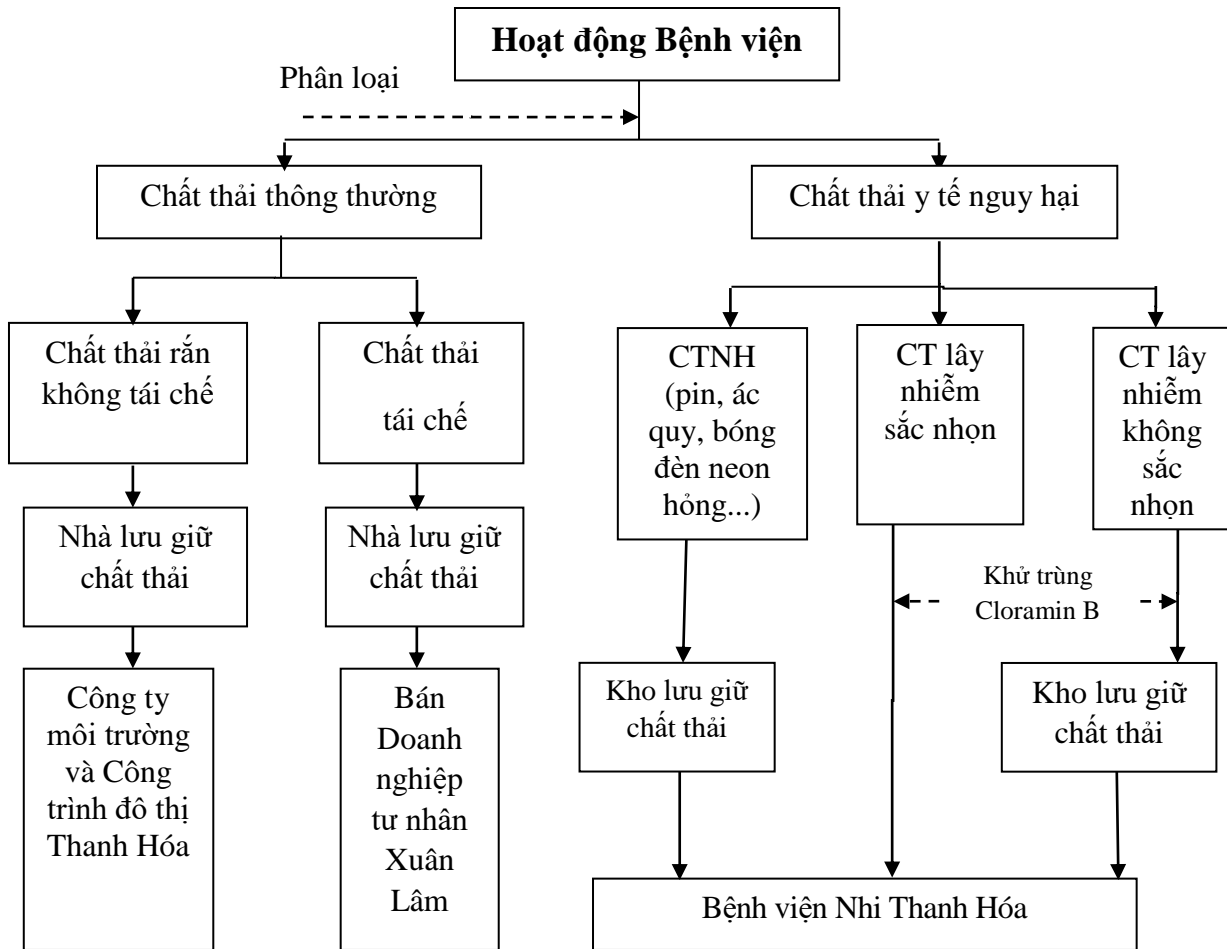 Hoạt động Bệnh viện
Phân loại
Chất thải thông thường
Chất thải y tế nguy hại
Chất thải rắn
không tái chế
Chất thải
tái chế
CTNH
(pin, ác
quy, bóng
đèn neon
hỏng...)
CT lây
nhiễm
sắc nhọn
CT lây
nhiễm
không
sắc
nhọn
Nhà lưu giữ
chất thải
Nhà lưu giữ
chất thải
Khử trùng
Cloramin B
Công ty
môi trường
và Công
trình đô thị
Thanh Hóa
Bán
Doanh
nghiệp
tư nhân
Xuân
Lâm
Kho lưu giữ
chất thải
Kho lưu giữ
chất thải
Bệnh viện Nhi Thanh Hóa